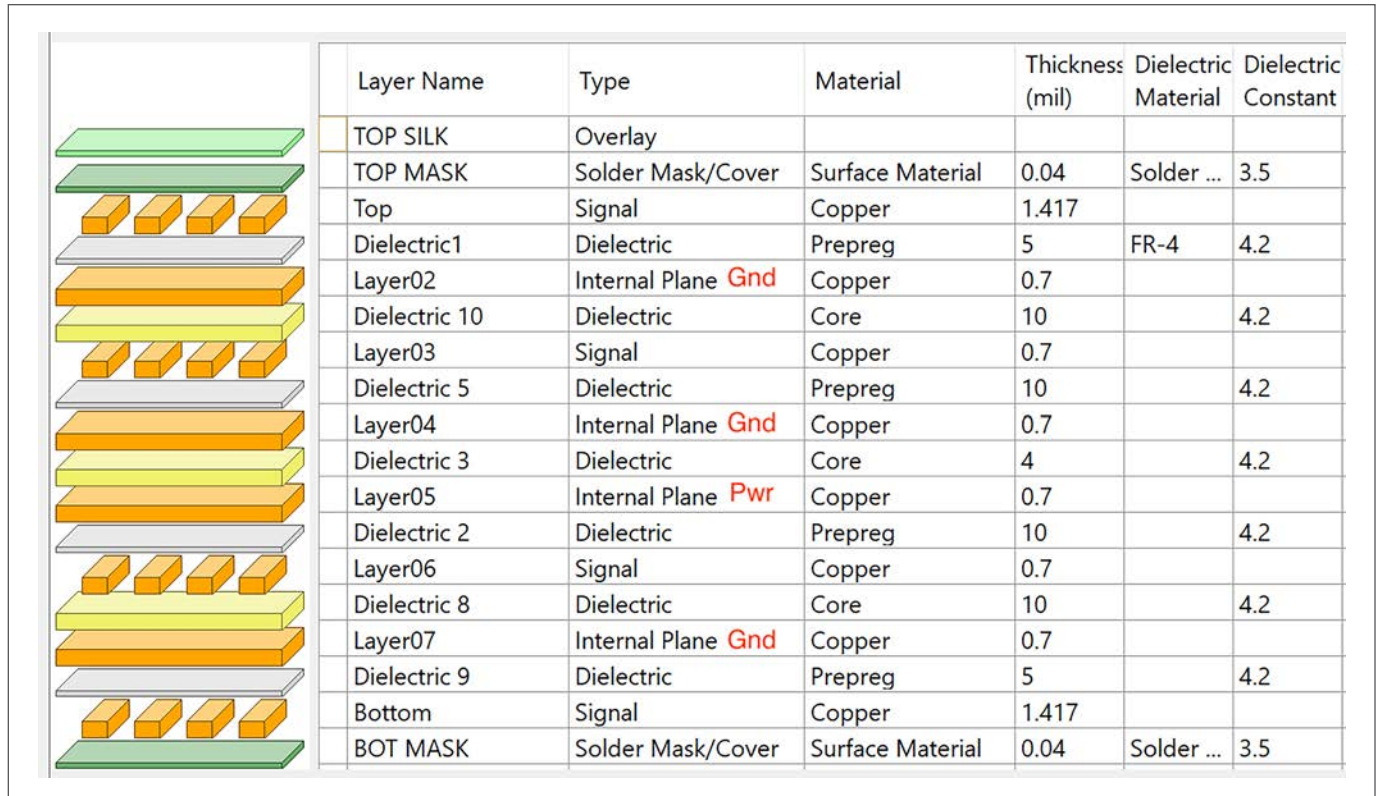 Layer Name Type Material Thickness (mil) Dielectric Material Dielectric Constant
TOP SILK Overlay
TOP MASK Solder Mask/Cover Surface Material 0.04 Solder ... 3.5
Top Signal Copper 1.417
Dielectric1 Dielectric Prepreg 5 FR-4 4.2
Layer02 Internal Plane Gnd Copper 0.7
Dielectric 10 Dielectric Core 10 4.2
Layer03 Signal Copper 0.7
Dielectric 5 Dielectric Prepreg 10 4.2
Layer04 Internal Plane Gnd Copper 0.7
Dielectric 3 Dielectric Core 4 4.2
Layer05 Internal Plane Pwr Copper 0.7
Dielectric 2 Dielectric Prepreg 10 4.2
Layer06 Signal Copper 0.7
Dielectric 8 Dielectric Core 10 4.2
Layer07 Internal Plane Gnd Copper 0.7
Dielectric 9 Dielectric Prepreg 5 4.2
Bottom Signal Copper 1.417
BOT MASK Solder Mask/Cover Surface Material 0.04 Solder ... 3.5